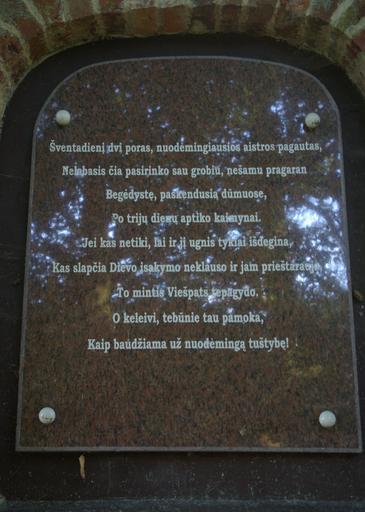 Šventadienį dvi poras, nuodėmingiausios aistros pagautas,
Nelabasis čia pasirinko sau grobiu, nešamu pragaran
Begėdystę, paskendusią dūmuose,
Po trijų dienų aptiko kaimynai.
Jei kas netiki, lai ir jį ugnis tykiai išdegina,
Kas slapčia Dievo įsakymo neklauso ir jam prieštarauja,
To mintis Viešpats tepagydo.
O keleivi, tebūnie tau pamoka,
Kaip baudžiama už nuodėmingą tuštybę!